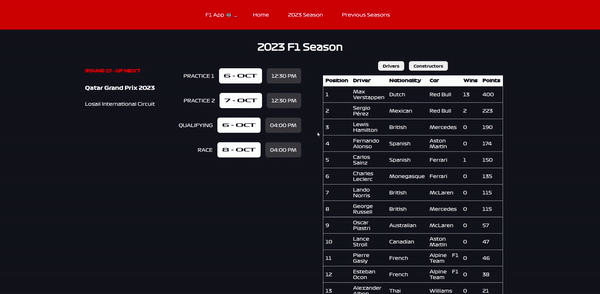 F1 App
Home
2023 Season
Previous Seasons
2023 F1 Season
Qatar Grand Prix 2023
Losail International Circuit
PRACTICE 1 6 - OCT 12:30 PM
PRACTICE 2 7 - OCT 12:30 PM
QUALIFYING 6 - OCT 04:00 PM
RACE 8 - OCT 04:00 PM
Drivers Constructors
Position Driver Nationality Car Wins Points
1 Max Verstappen Dutch Red Bull 13 400
2 Sergio Pérez Mexican Red Bull 2 223
3 Lewis Hamilton British Mercedes 0 190
4 Fernando Alonso Spanish Aston Martin 0 174
5 Carlos Sainz Spanish Ferrari 1 150
6 Charles Leclerc Monegasque Ferrari 0 135
7 Lando Norris British McLaren 0 115
8 George Russell British Mercedes 0 115
9 Oscar Piastri Australian McLaren 0 57
10 Lance Stroll Canadian Aston Martin 0 47
11 Pierre Gasly French Alpine F1 Team 0 46
12 Esteban Ocon French Alpine F1 Team 0 38
13 Alexander Albon Thai Williams 0 21